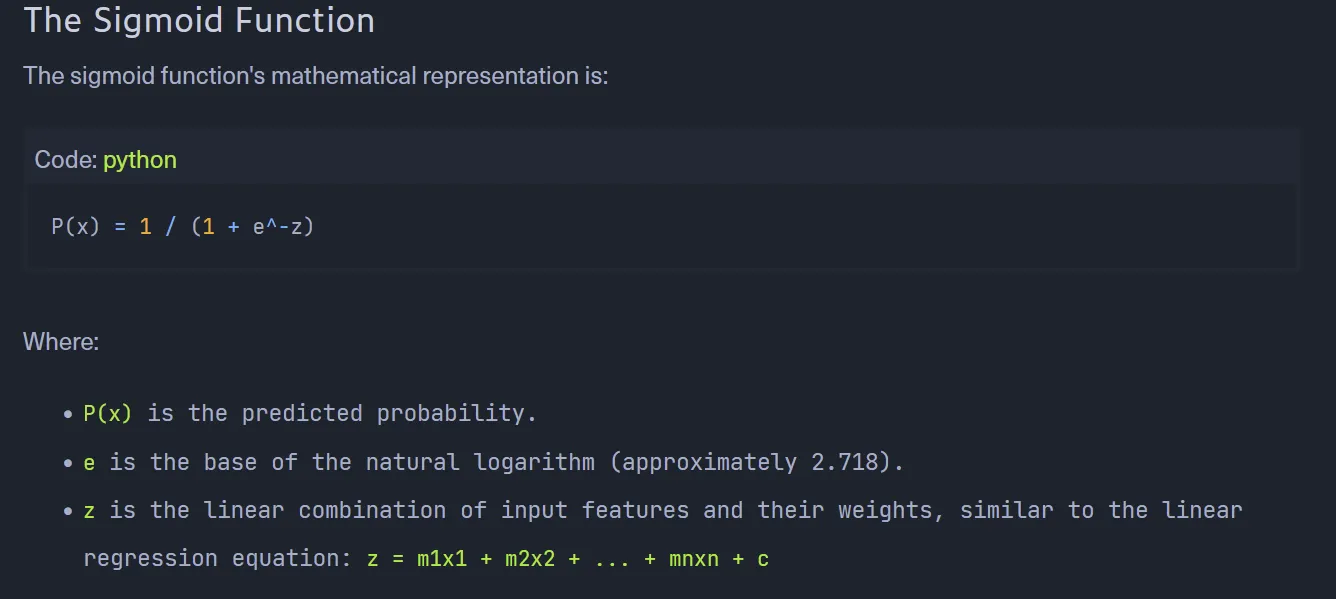 The Sigmoid Function
The sigmoid function's mathematical representation is:
Code: python
P(x) = 1 / (1 + e^-z)
Where:
• P(x) is the predicted probability.
• e is the base of the natural logarithm (approximately 2.718).
• z is the linear combination of input features and their weights, similar to the linear
regression equation: z = m1x1 + m2x2 + ... + mnxn + c